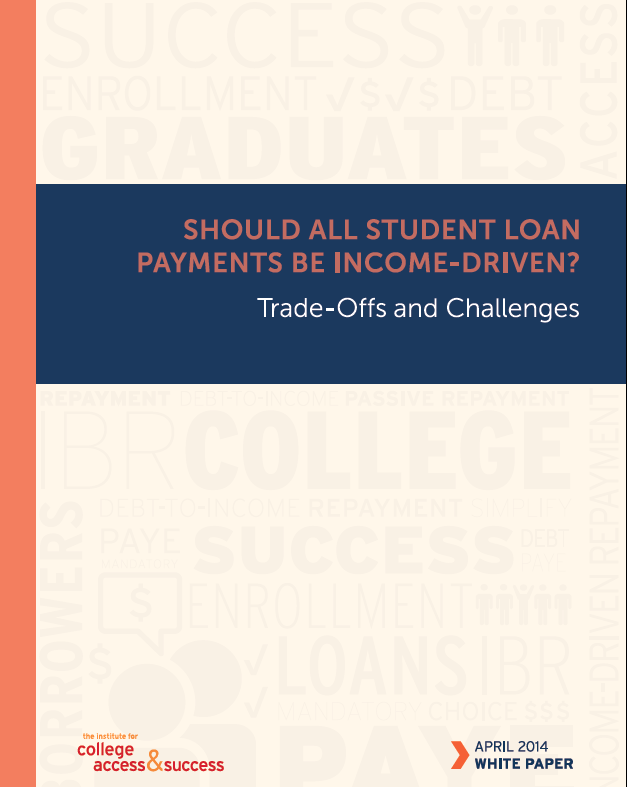 SUCCESS
ENROLLMENT ✓$✓$ DEBT
GRADUATES
ACCESS
SHOULD ALL STUDENT LOAN
PAYMENTS BE INCOME-DRIVEN?
Trade-Offs and Challenges
REPAYMENT DEBT-TO-INCOME PASSIVE REPAYMENT
IBR COLLEGE
DEBT-TO-INCOME REPAYMENT SIMPLIFY
PAYE SUCCESS DEBT
MANDATORY PAYE
$ ENROLLMENT
BORROWERS $
✓ LOANS IBR
✓ MANDATORY CHOICE $$$
PAYE
INCOME-DRIVEN REPAYMENT
the institute for
college
access & success
APRIL 2014
WHITE PAPER